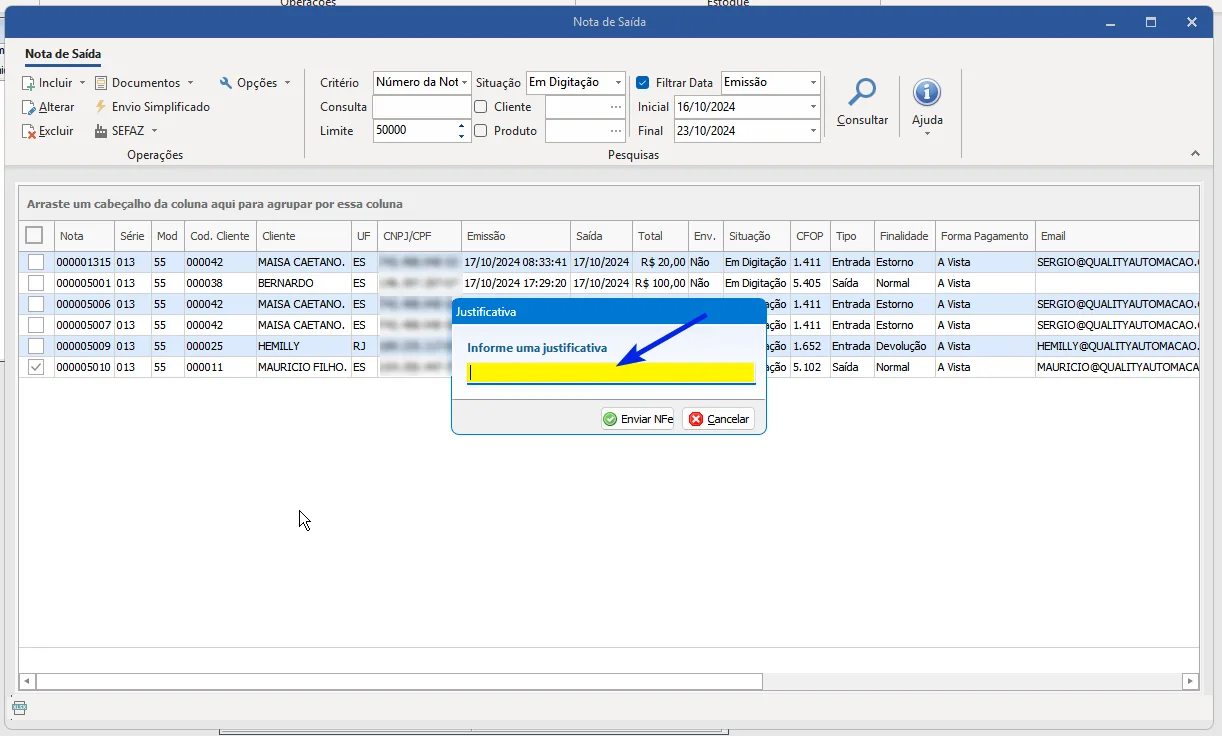 Operações Estoque
Nota de Saída
Nota de Saída
Incluir Documentos Opções Critério Número da Not Situação Em Digitação Filtrar Data Emissão
Alterar Envio Simplificado Consulta Cliente Inicial 16/10/2024 Consultar Ajuda
Excluir SEFAZ Limite 50000 Produto Final 23/10/2024
Operações Pesquisas
Arraste um cabeçalho da coluna aqui para agrupar por essa coluna
Nota Série Mod Cod. Cliente Cliente UF CNPJ/CPF Emissão Saída Total Env. Situação CFOP Tipo Finalidade Forma Pagamento Email
000001315 013 55 000042 MAISA CAETANO. ES 17/10/2024 08:33:41 17/10/2024 R$ 20,00 Não Em Digitação 1.411 Entrada Estorno A Vista SERGIO@QUALITYAUTOMACAO.
000005001 013 55 000038 BERNARDO ES 17/10/2024 17:29:20 17/10/2024 R$ 100,00 Não Em Digitação 5.405 Saída Normal A Vista
000005006 013 55 000042 MAISA CAETANO. ES ação 1.411 Entrada Estorno A Vista SERGIO@QUALITYAUTOMACAO.
000005007 013 55 000042 MAISA CAETANO. ES ação 1.411 Entrada Estorno A Vista SERGIO@QUALITYAUTOMACAO.
000005009 013 55 000025 HEMILLY RJ ação 1.652 Entrada Devolução A Vista HEMILLY@QUALITYAUTOMACAO.
000005010 013 55 000011 MAURICIO FILHO. ES ação 5.102 Saída Normal A Vista MAURICIO@QUALITYAUTOMACA
Justificativa
Informe uma justificativa
Enviar NFe Cancelar